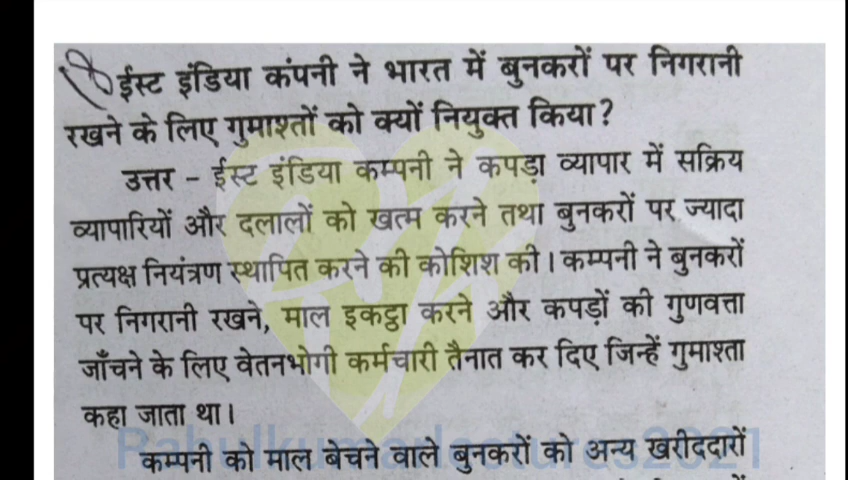 ईस्ट इंडिया कंपनी ने भारत में बुनकरों पर निगरानी
रखने के लिए गुमाश्तों को क्यों नियुक्त किया?
उत्तर – ईस्ट इंडिया कम्पनी ने कपड़ा व्यापार में सक्रिय
व्यापारियों और दलालों को खत्म करने तथा बुनकरों पर ज्यादा
प्रत्यक्ष नियंत्रण स्थापित करने की कोशिश की। कम्पनी ने बुनकरों
पर निगरानी रखने, माल इकट्ठा करने और कपड़ों की गुणवत्ता
जाँचने के लिए वेतनभोगी कर्मचारी तैनात कर दिए जिन्हें गुमाश्ता
कहा जाता था।
Rahulkumarlectures2021
कम्पनी को माल बेचने वाले बुनकरों को अन्य खरीददारों